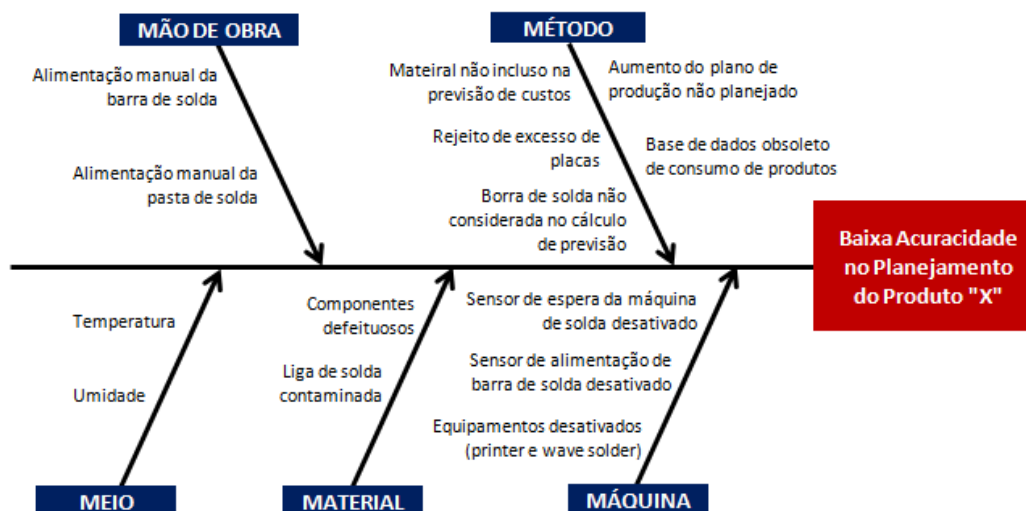 MÃO DE OBRA
Alimentação manual da
barra de solda
Alimentação manual da
pasta de solda
MÉTODO
Mateiral não incluso na
previsão de custos
Rejeito de excesso de
placas
Borra de solda não
considerada no cálculo
de previsão
Aumento do plano de
produção não planejado
Base de dados obsoleto
de consumo de produtos
Baixa Acuracidade
no Planejamento
do Produto "X"
Temperatura
Umidade
MEIO
Componentes
defeituosos
Liga de solda
contaminada
MATERIAL
Sensor de espera da máquina
de solda desativado
Sensor de alimentação de
barra de solda desativado
Equipamentos desativados
(printer e wave solder)
MÁQUINA